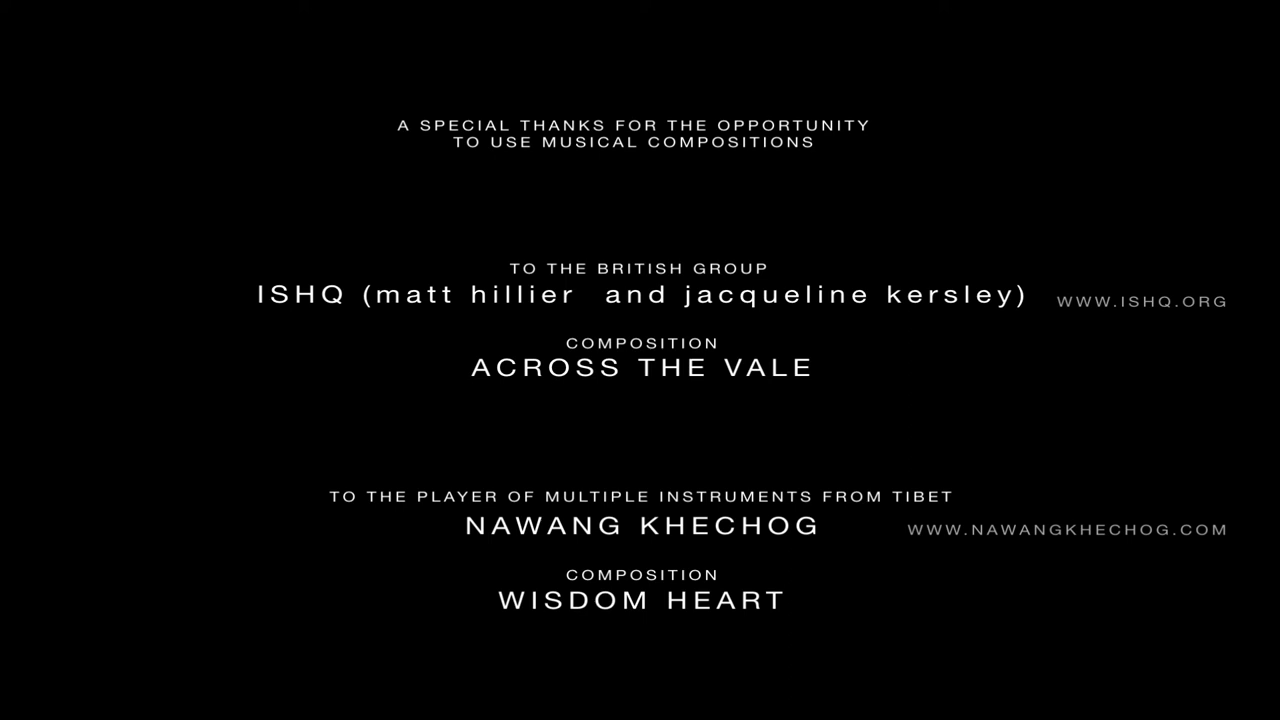 A SPECIAL THANKS FOR THE OPPORTUNITY
TO USE MUSICAL COMPOSITIONS
TO THE BRITISH GROUP
ISHQ (matt hillier and jacqueline kersley) WWW.ISHQ.ORG
COMPOSITION
ACROSS THE VALE
TO THE PLAYER OF MULTIPLE INSTRUMENTS FROM TIBET
NAWANG KHECHOG WWW.NAWANGKHECHOG.COM
COMPOSITION
WISDOM HEART